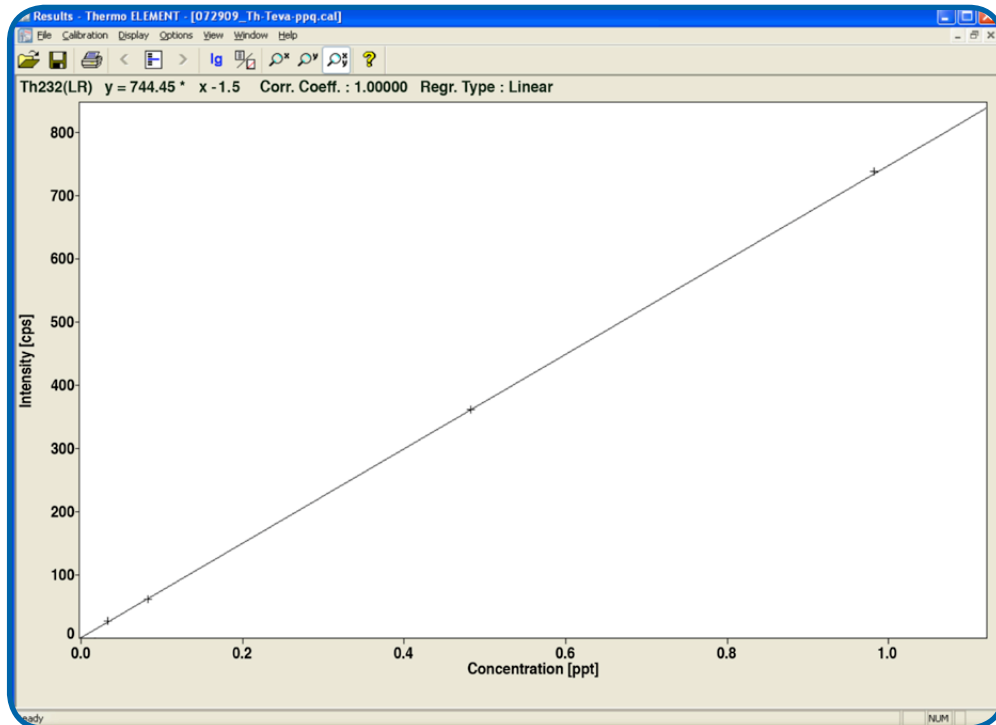 Results - Thermo ELEMENT - [072909_Th-Teva-ppq.cal]
File Calibration Display Options View Window Help
lg
Th232(LR) y = 744.45 * x -1.5 Corr. Coeff. : 1.00000 Regr. Type : Linear
800
700
600
500
400
300
200
100
0
Intensity [cps]
0.0 0.2 0.4 0.6 0.8 1.0
Concentration [ppt]
eady NUM